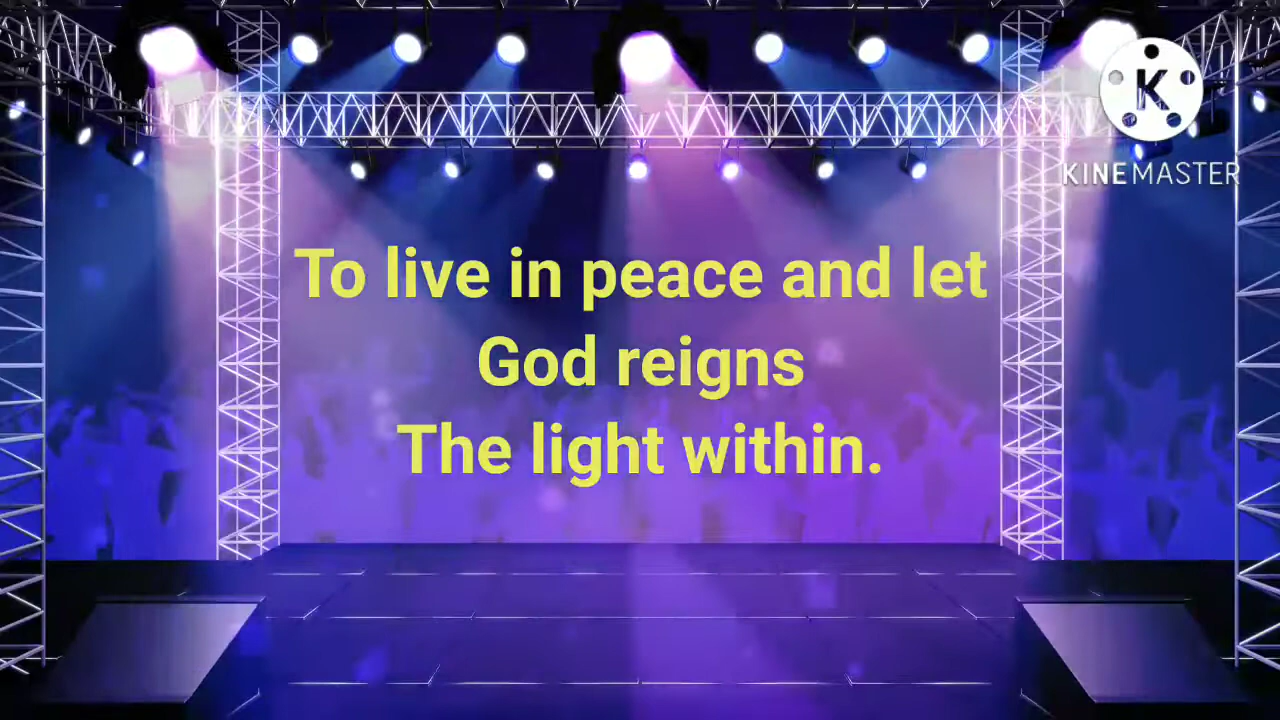 K
KINEMASTER
To live in peace and let
God reigns
The light within.